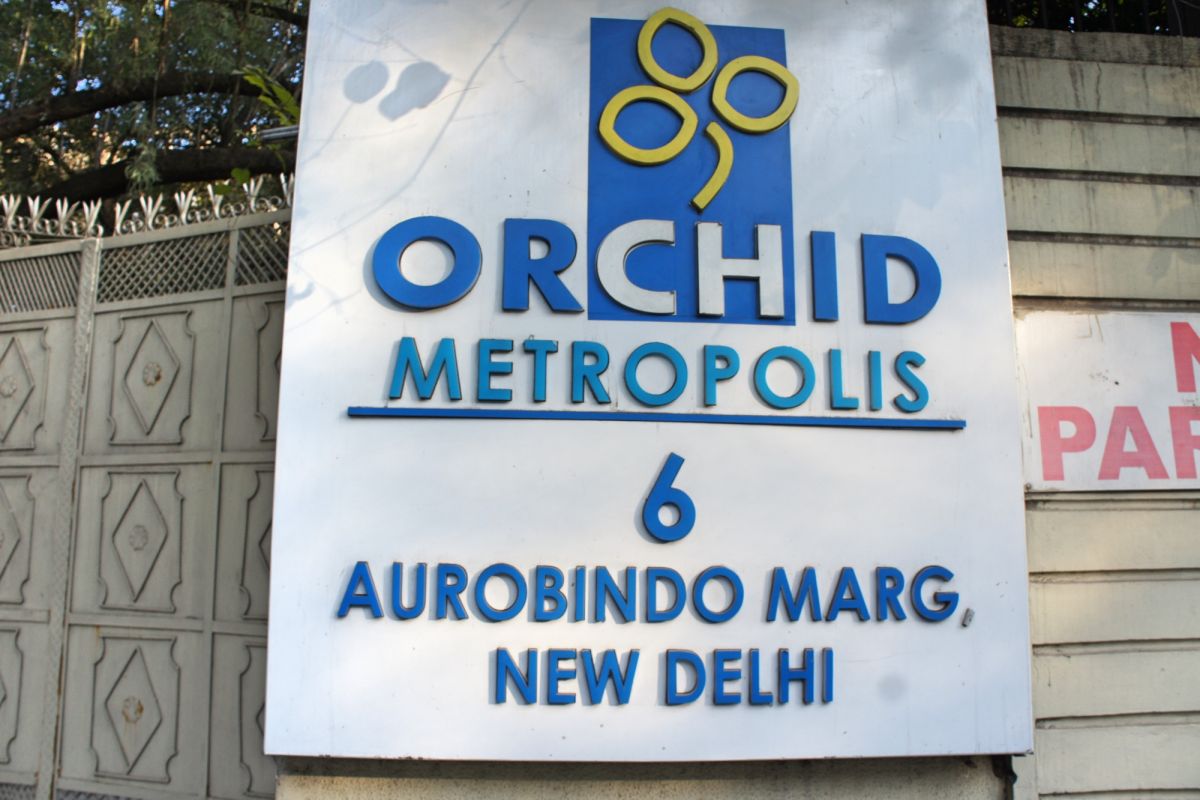 ORCHID
METROPOLIS
6
AUROBINDO MARG,
NEW DELHI